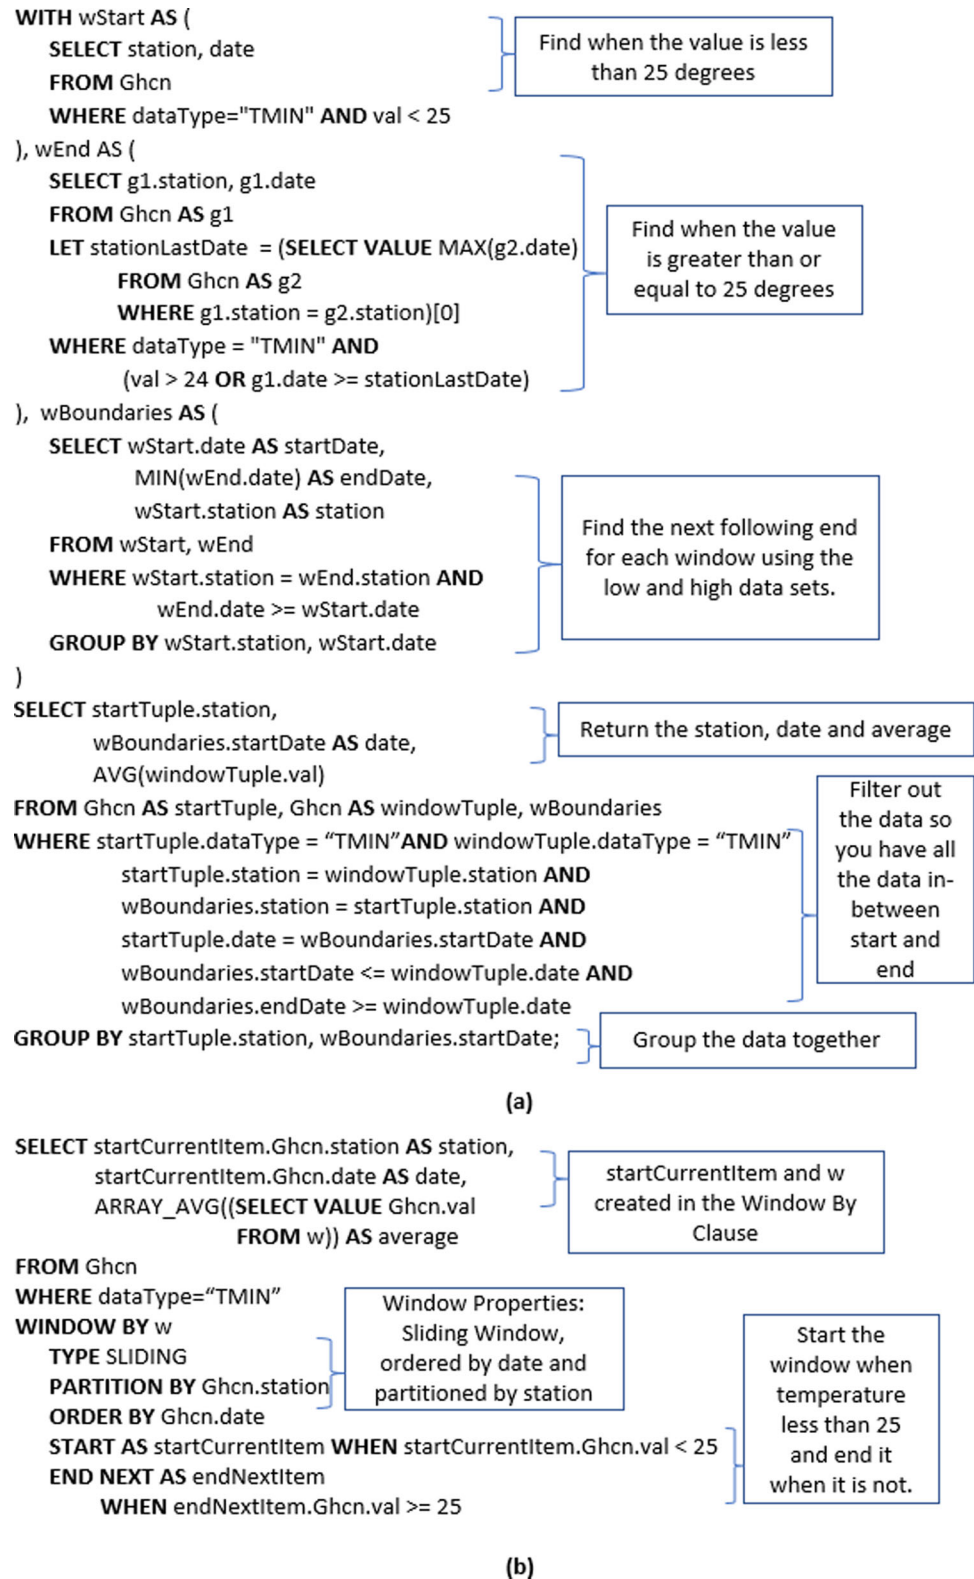 WITH wStart AS (
SELECT station, date
FROM Ghcn
WHERE dataType="TMIN" AND val < 25
Find when the value is less
than 25 degrees
), wEnd AS (
SELECT g1.station, g1.date
FROM Ghcn AS g1
LET stationLastDate = (SELECT VALUE MAX(g2.date)
FROM Ghcn AS g2
WHERE g1.station = g2.station)[0]
WHERE dataType = "TMIN" AND
(val > 24 OR g1.date >= stationLastDate)
Find when the value
is greater than or
equal to 25 degrees
), wBoundaries AS (
SELECT wStart.date AS startDate,
MIN(wEnd.date) AS endDate,
wStart.station AS station
FROM wStart, wEnd
WHERE wStart.station = wEnd.station AND
wEnd.date >= wStart.date
GROUP BY wStart.station, wStart.date
)
Find the next following end
for each window using the
low and high data sets.
SELECT startTuple.station,
wBoundaries.startDate AS date,
AVG(windowTuple.val)
Return the station, date and average
FROM Ghcn AS startTuple, Ghcn AS windowTuple, wBoundaries
WHERE startTuple.dataType = “TMIN”AND windowTuple.dataType = “TMIN”
startTuple.station = windowTuple.station AND
wBoundaries.station = startTuple.station AND
startTuple.date = wBoundaries.startDate AND
wBoundaries.startDate <= windowTuple.date AND
wBoundaries.endDate >= windowTuple.date
Filter out
the data so
you have all
the data in-
between
start and
end
GROUP BY startTuple.station, wBoundaries.startDate;
Group the data together
(a)
SELECT startCurrentItem.Ghcn.station AS station,
startCurrentItem.Ghcn.date AS date,
ARRAY_AVG((SELECT VALUE Ghcn.val
FROM w)) AS average
startCurrentItem and w
created in the Window By
Clause
FROM Ghcn
WHERE dataType=“TMIN”
WINDOW BY w
TYPE SLIDING
PARTITION BY Ghcn.station
ORDER BY Ghcn.date
Window Properties:
Sliding Window,
ordered by date and
partitioned by station
START AS startCurrentItem WHEN startCurrentItem.Ghcn.val < 25
END NEXT AS endNextItem
WHEN endNextItem.Ghcn.val >= 25
Start the
window when
temperature
less than 25
and end it
when it is not.
(b)